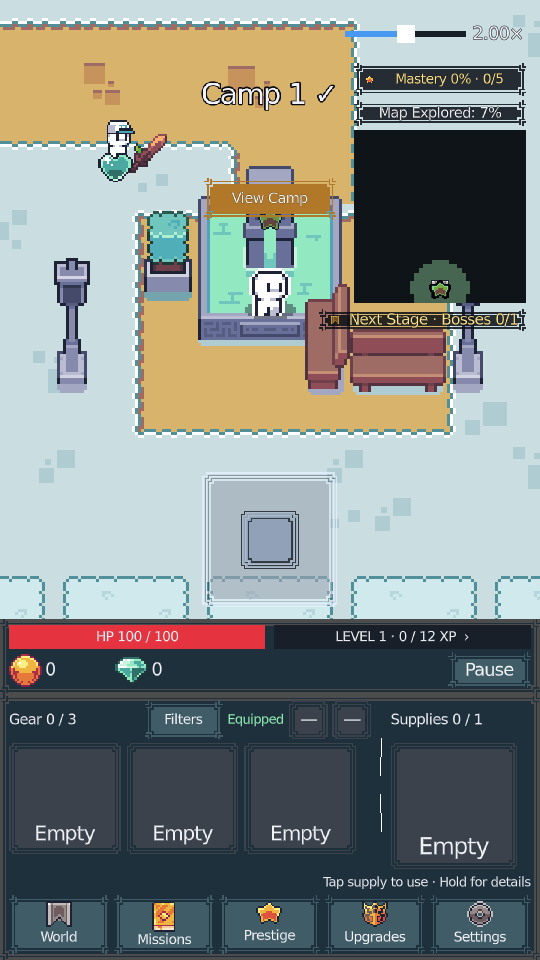 2.00×
Mastery 0% · 0/5
Camp 1 ✓
Map Explored: 7%
View Camp
Next Stage · Bosses 0/1
HP 100 / 100
LEVEL 1 · 0 / 12 XP ›
0
0
Pause
Gear 0 / 3
Filters
Equipped
—
—
Supplies 0 / 1
Empty
Empty
Empty
Empty
Tap supply to use · Hold for details
World
Missions
Prestige
Upgrades
Settings